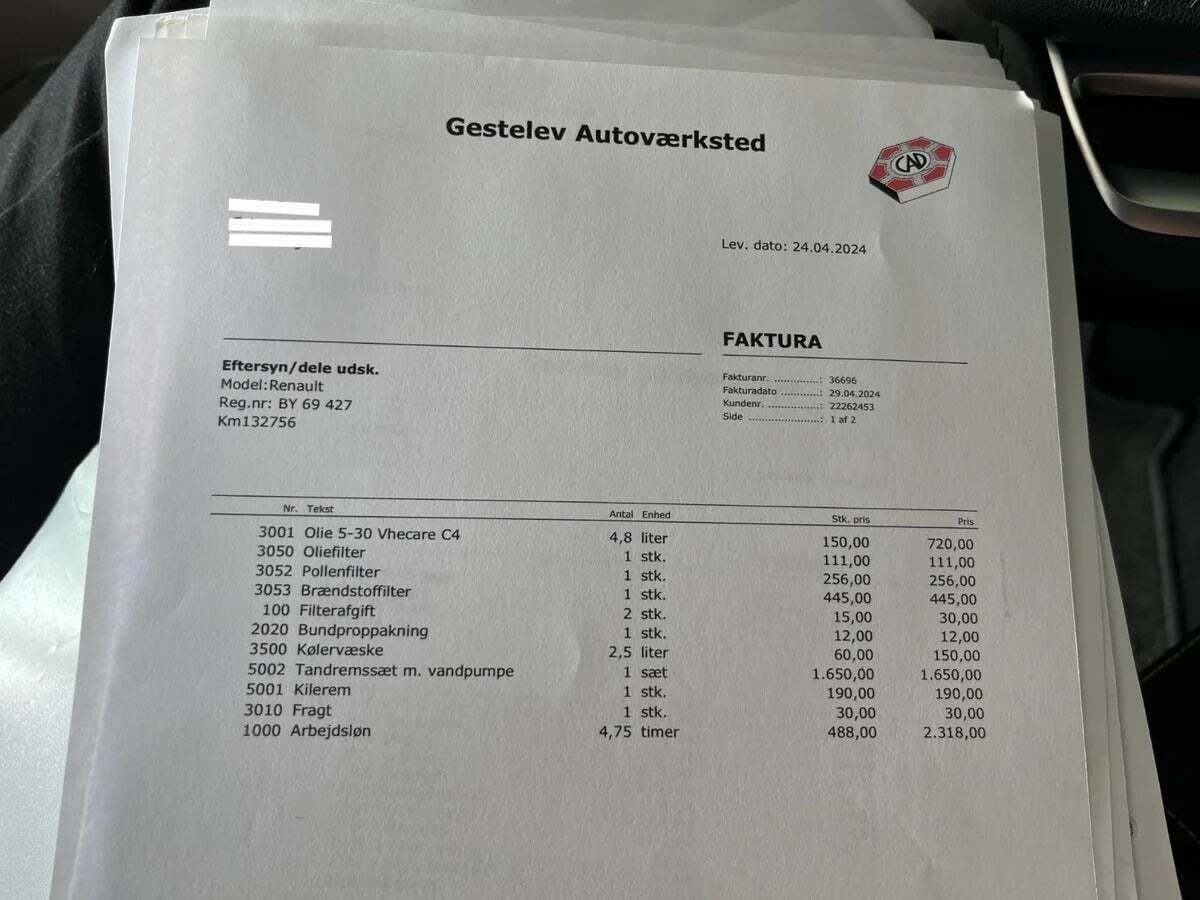 Gestelev Autoværksted
CAD
Lev. dato: 24.04.2024
FAKTURA
Eftersyn/dele udsk.
Model:Renault
Reg.nr: BY 69 427
Km132756
Fakturanr. ..............: 36696
Fakturadato ...........: 29.04.2024
Kundenr. ................: 22262453
Side ......................: 1 af 2
Nr. Tekst Antal Enhed Stk. pris Pris
3001 Olie 5-30 Vhecare C4 4,8 liter 150,00 720,00
3050 Oliefilter 1 stk. 111,00 111,00
3052 Pollenfilter 1 stk. 256,00 256,00
3053 Brændstoffilter 1 stk. 445,00 445,00
100 Filterafgift 2 stk. 15,00 30,00
2020 Bundproppakning 1 stk. 12,00 12,00
3500 Kølervæske 2,5 liter 60,00 150,00
5002 Tandremssæt m. vandpumpe 1 sæt 1.650,00 1.650,00
5001 Kilerem 1 stk. 190,00 190,00
3010 Fragt 1 stk. 30,00 30,00
1000 Arbejdsløn 4,75 timer 488,00 2.318,00